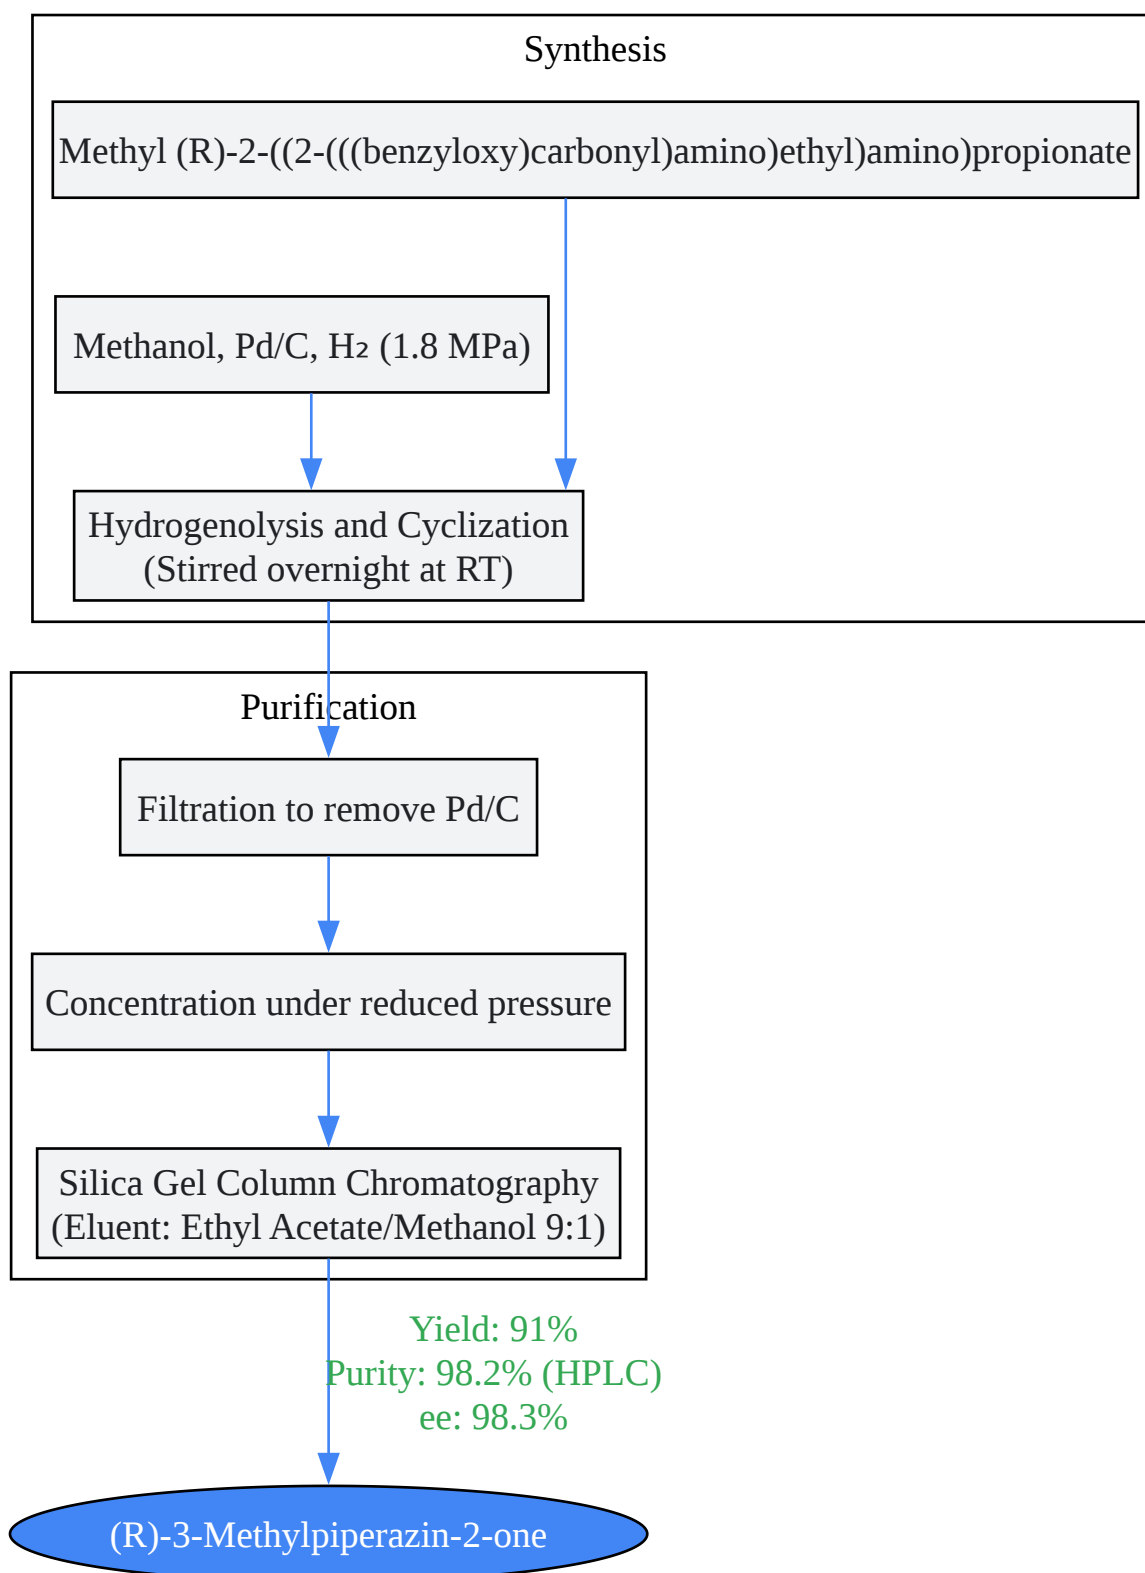 Synthesis
Methyl (R)-2-((2-(((benzyloxy)carbonyl)amino)ethyl)amino)propionate
Methanol, Pd/C, H₂ (1.8 MPa)
Hydrogenolysis and Cyclization
(Stirred overnight at RT)
Purification
Filtration to remove Pd/C
Concentration under reduced pressure
Silica Gel Column Chromatography
(Eluent: Ethyl Acetate/Methanol 9:1)
Yield: 91%
Purity: 98.2% (HPLC)
ee: 98.3%
(R)-3-Methylpiperazin-2-one